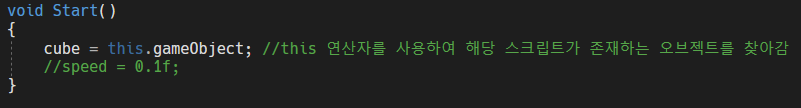 void Start()
{
cube = this.gameObject; //this 연산자를 사용하여 해당 스크립트가 존재하는 오브젝트를 찾아감
//speed = 0.1f;
}